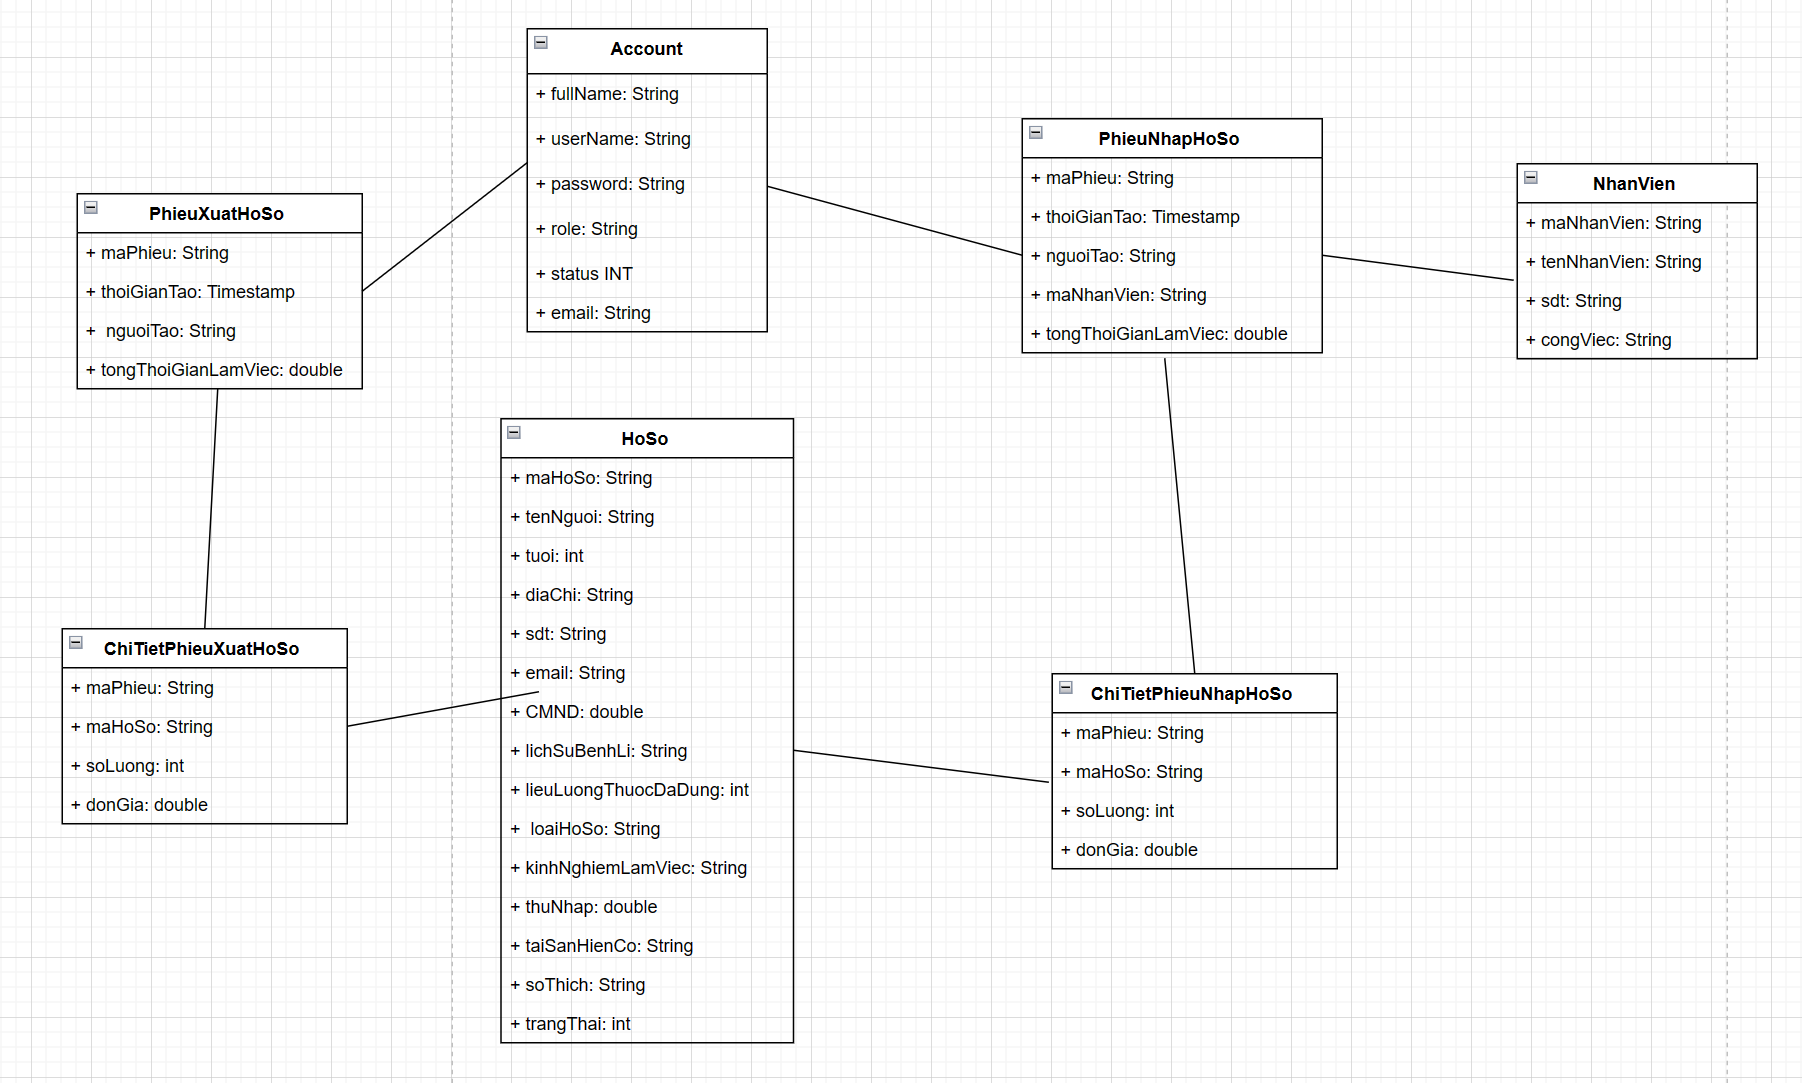 Account
+ fullName: String
+ userName: String
+ password: String
+ role: String
+ status INT
+ email: String
PhieuXuatHoSo
+ maPhieu: String
+ thoiGianTao: Timestamp
+ nguoiTao: String
+ tongThoiGianLamViec: double
PhieuNhapHoSo
+ maPhieu: String
+ thoiGianTao: Timestamp
+ nguoiTao: String
+ maNhanVien: String
+ tongThoiGianLamViec: double
NhanVien
+ maNhanVien: String
+ tenNhanVien: String
+ sdt: String
+ congViec: String
HoSo
+ maHoSo: String
+ tenNguoi: String
+ tuoi: int
+ diaChi: String
+ sdt: String
+ email: String
+ CMND: double
+ lichSuBenhLi: String
+ lieuLuongThuocDaDung: int
+ loaiHoSo: String
+ kinhNghiemLamViec: String
+ thuNhap: double
+ taiSanHienCo: String
+ soThich: String
+ trangThai: int
ChiTietPhieuXuatHoSo
+ maPhieu: String
+ maHoSo: String
+ soLuong: int
+ donGia: double
ChiTietPhieuNhapHoSo
+ maPhieu: String
+ maHoSo: String
+ soLuong: int
+ donGia: double